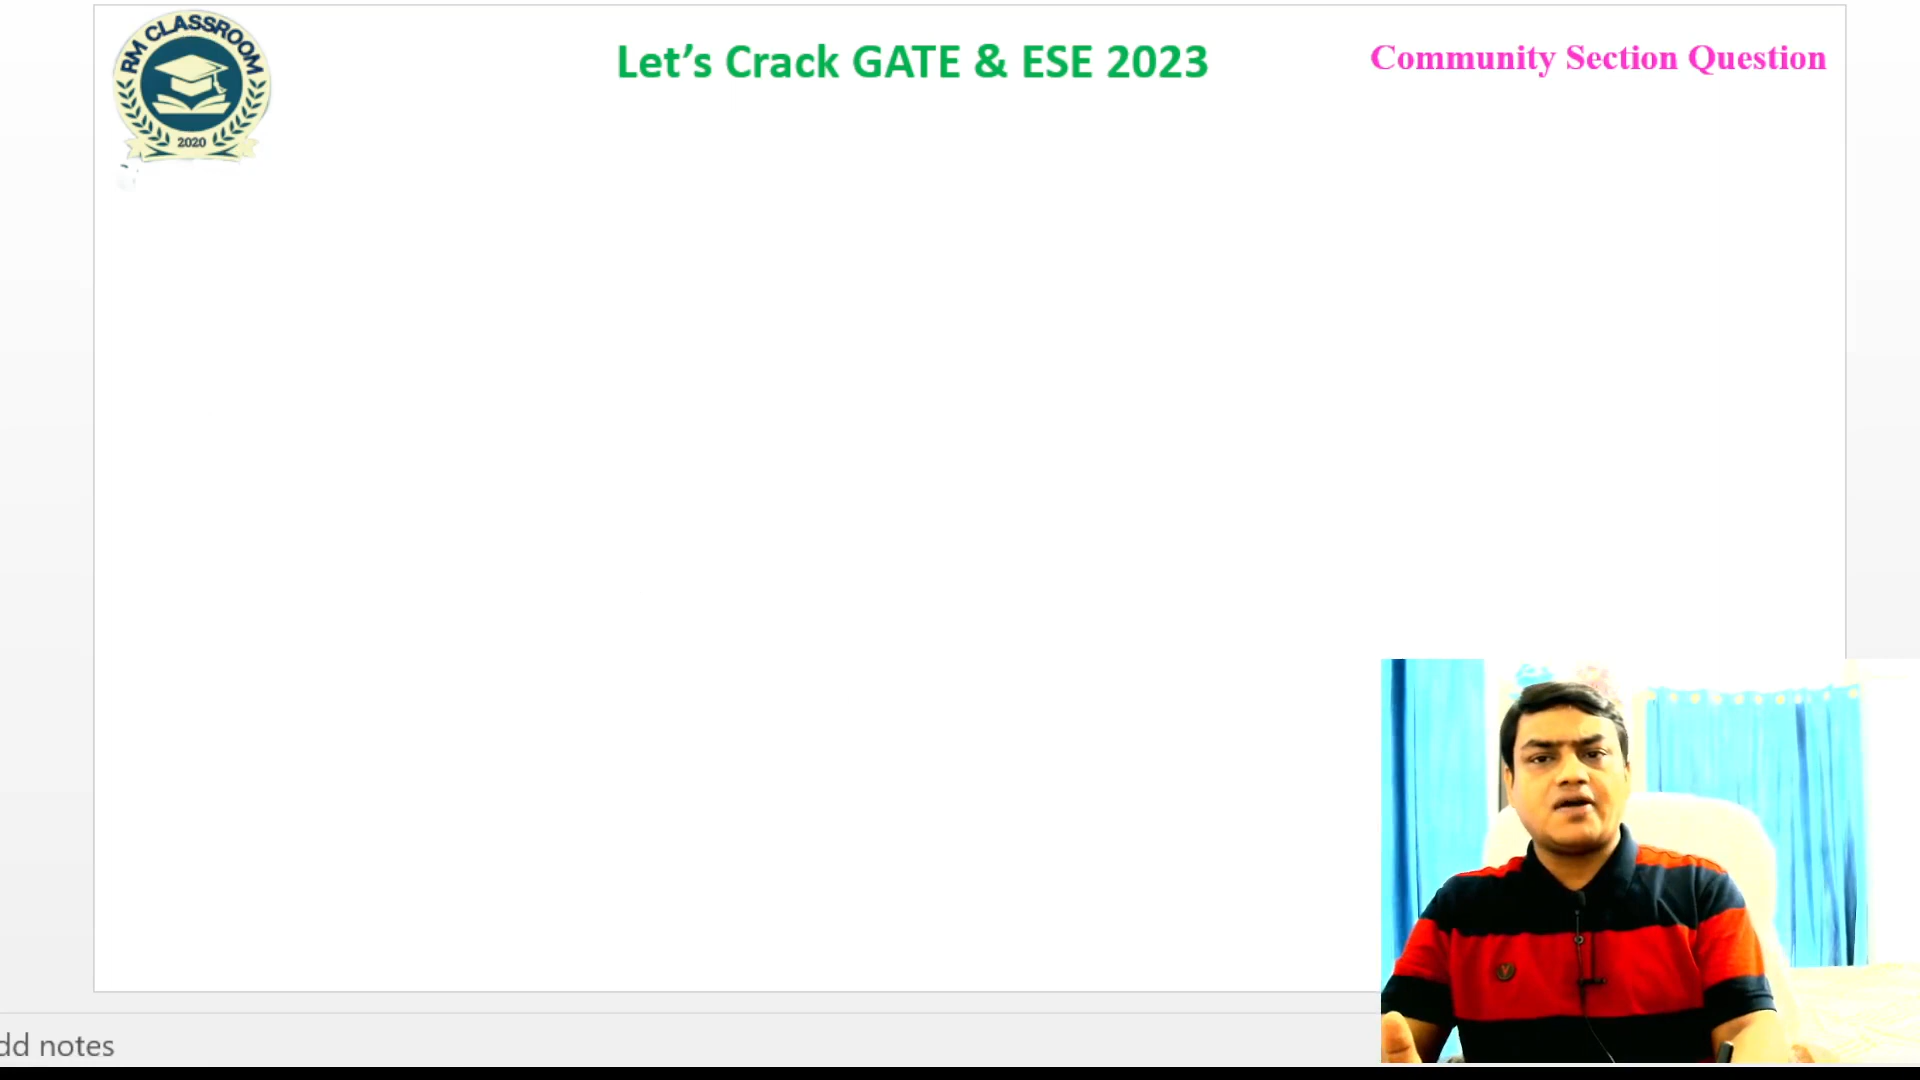 RM CLASSROOM
2020
Let's Crack GATE & ESE 2023
Community Section Question
dd notes